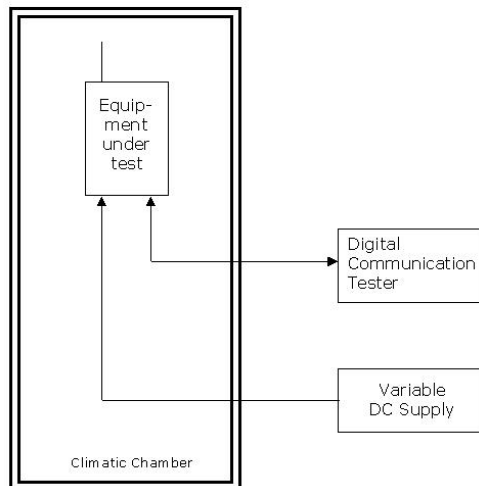 Equip-
ment
under
test
Digital
Communication
Tester
Variable
DC Supply
Climatic Chamber